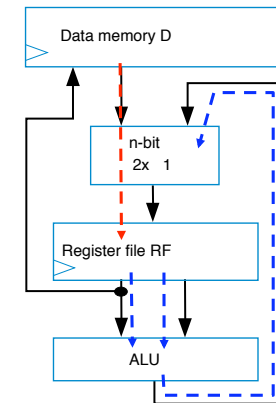 Data memory D
n-bit
2x 1
Register file RF
ALU